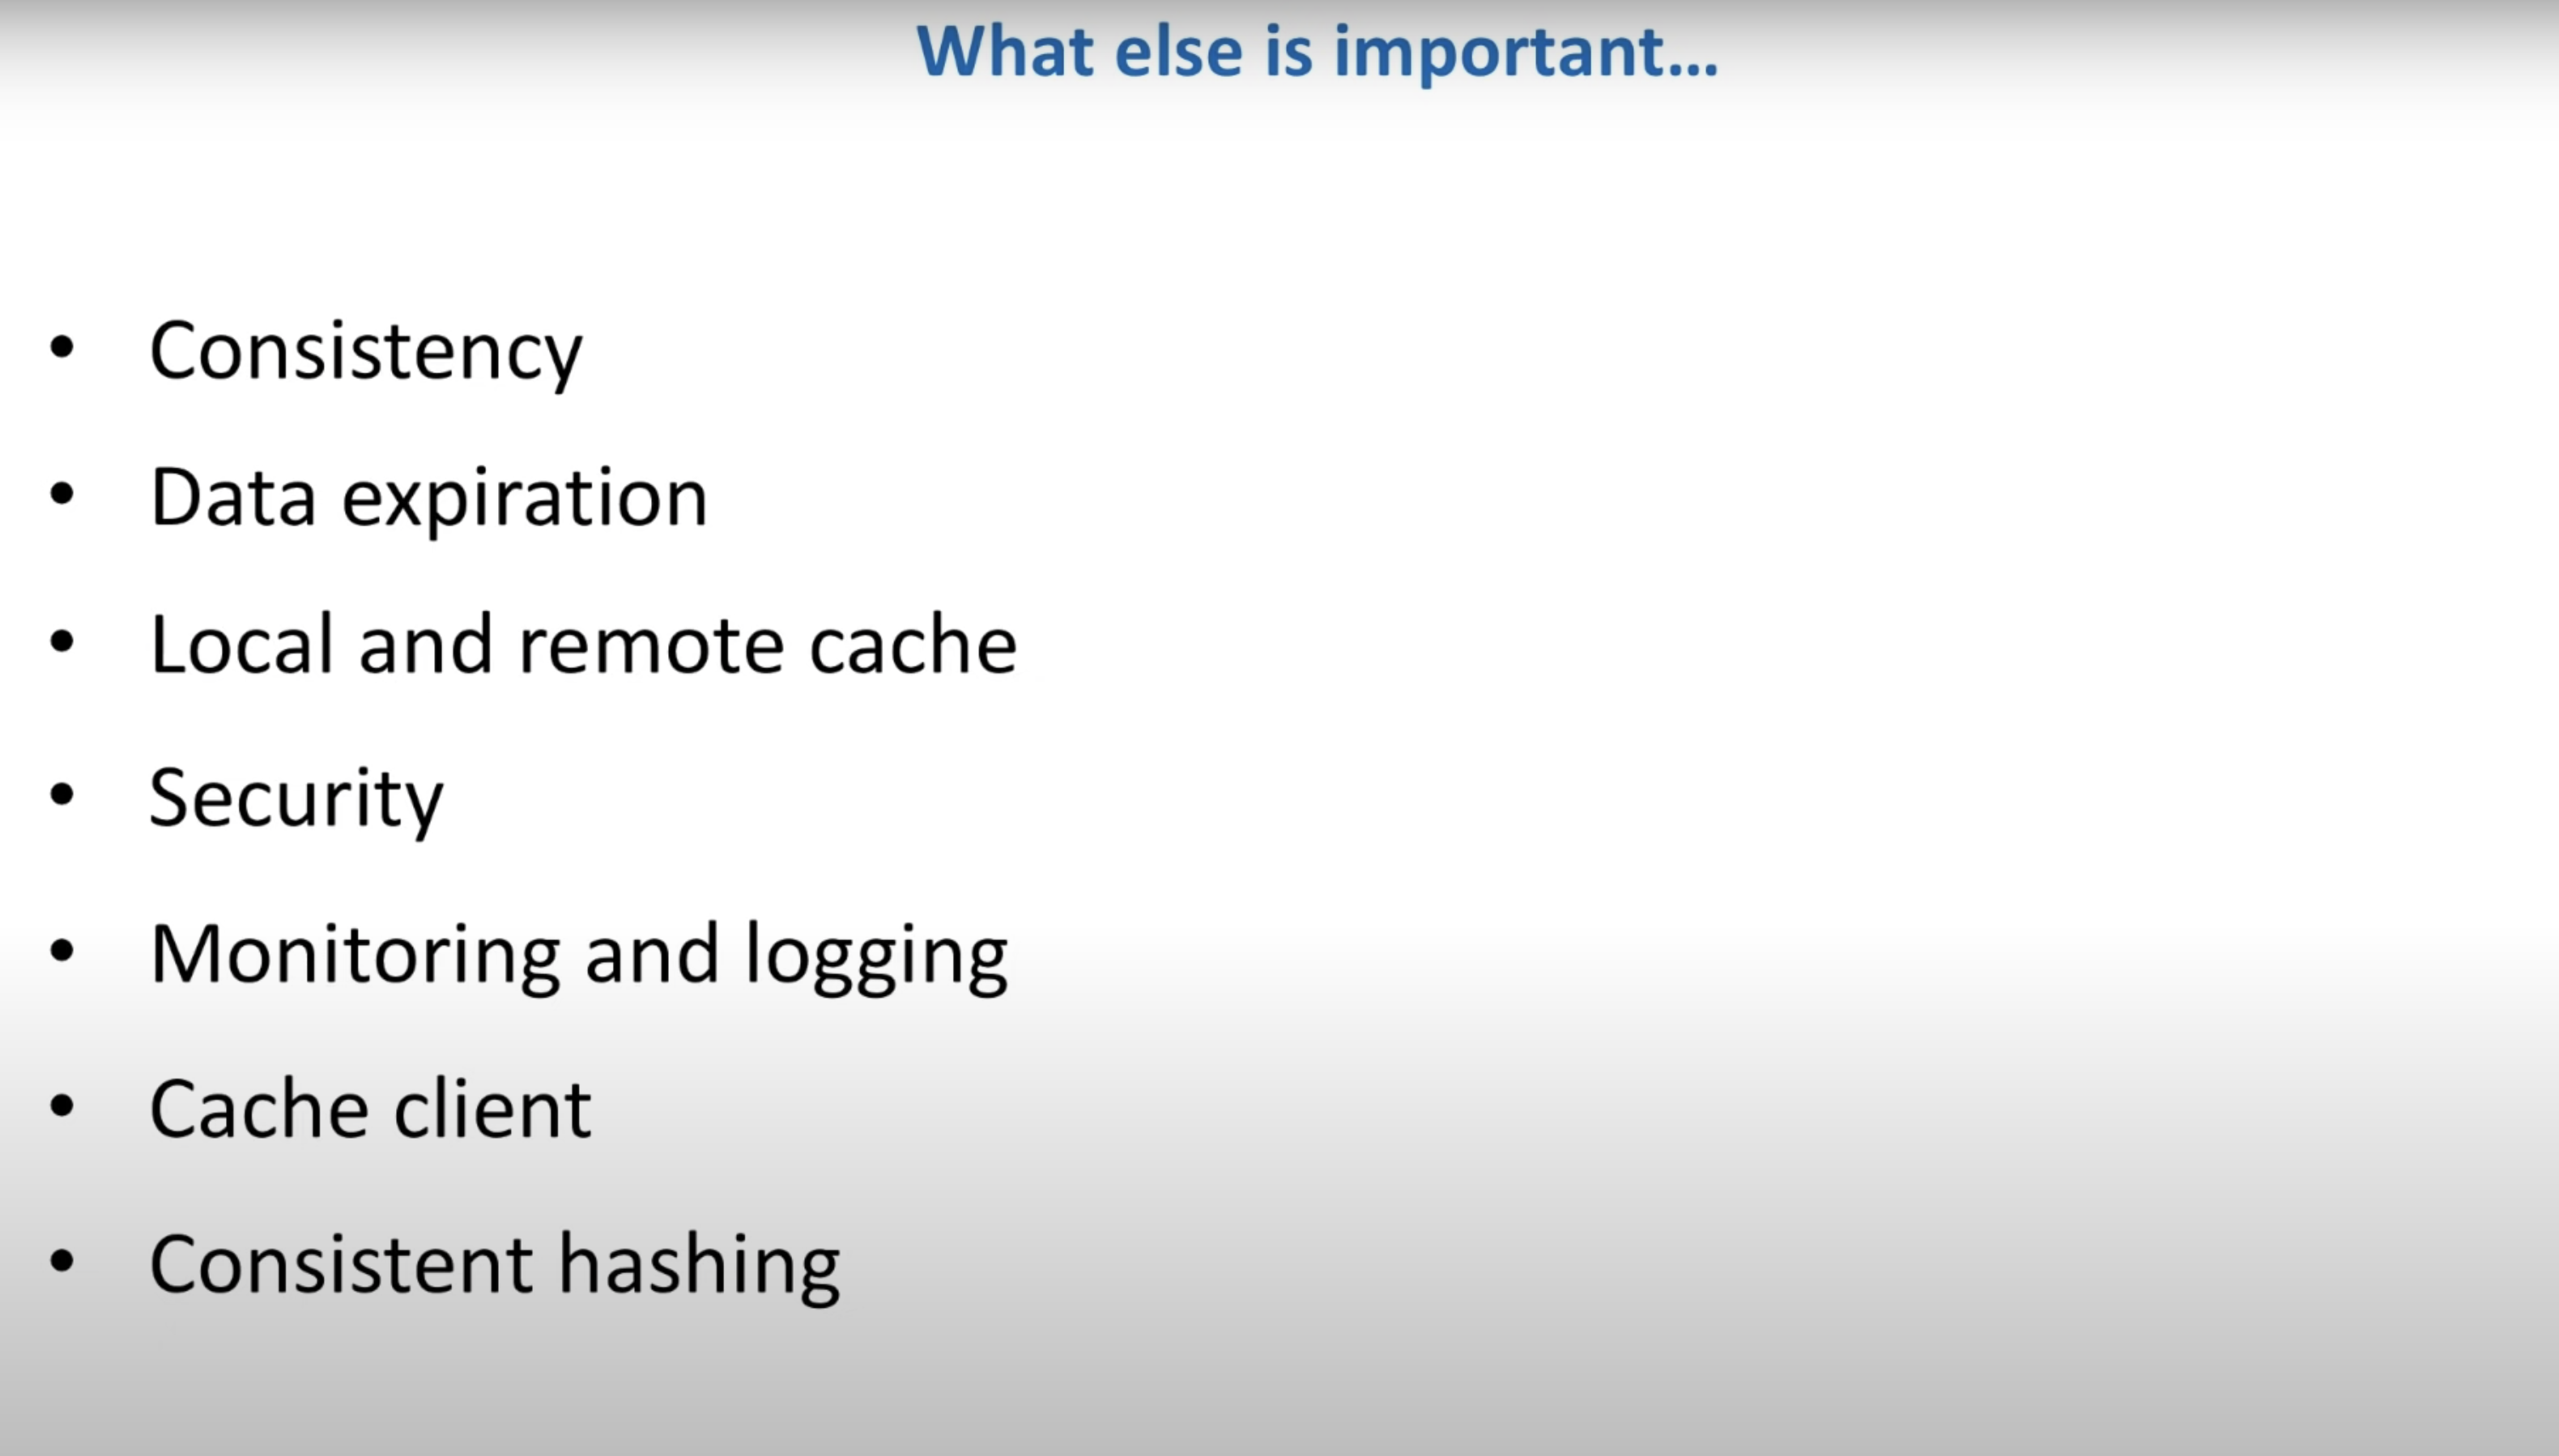 What else is important...
• Consistency
• Data expiration
• Local and remote cache
• Security
• Monitoring and logging
• Cache client
• Consistent hashing